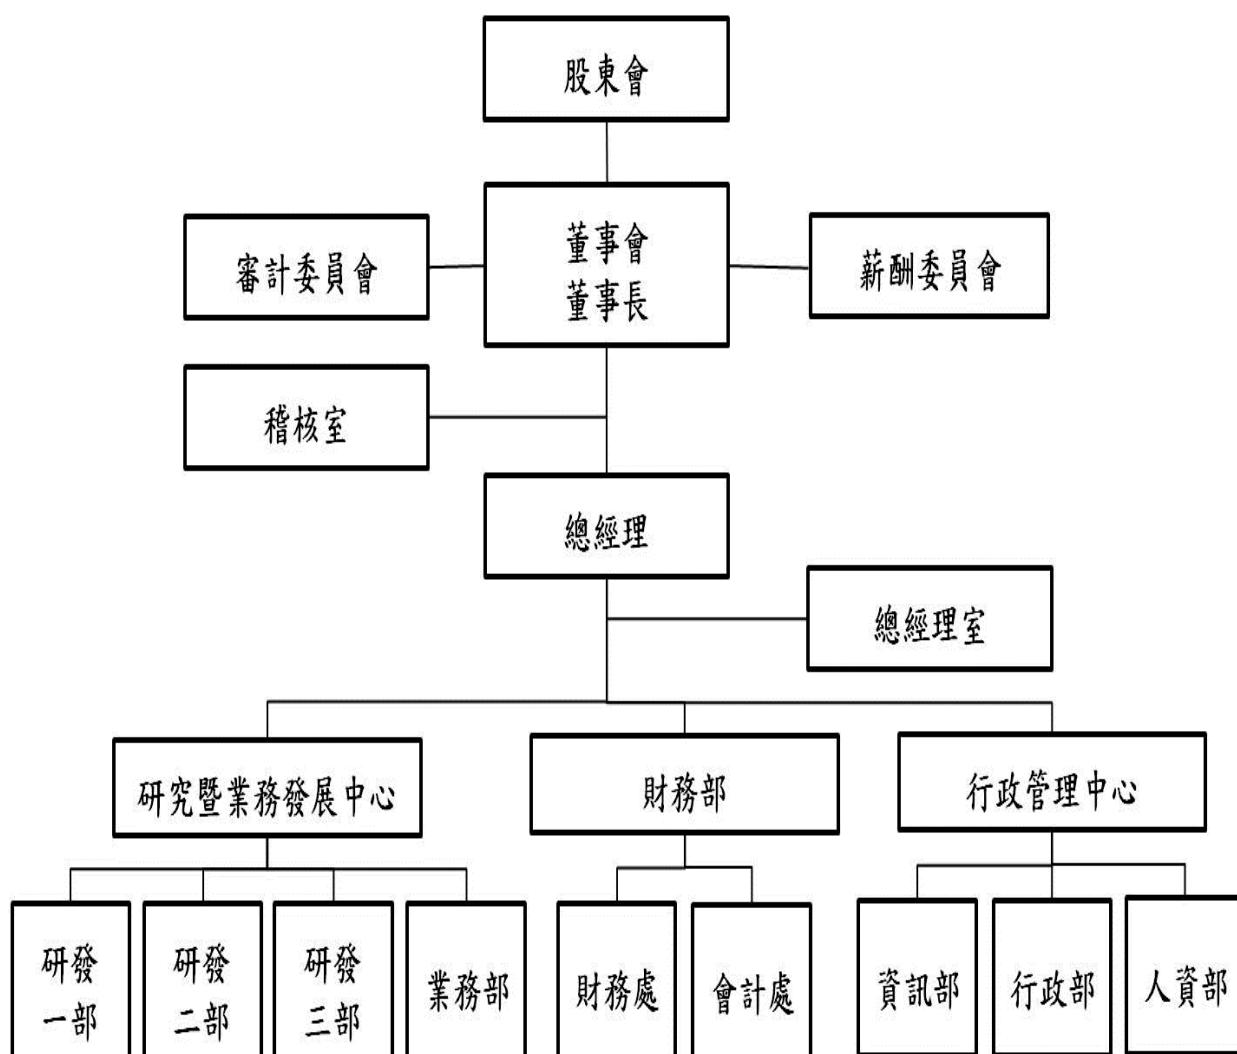 股東會
董事會
董事長
審計委員會
薪酬委員會
稽核室
總經理
總經理室
研究暨業務發展中心
財務部
行政管理中心
研發
一部
研發
二部
研發
三部
業務部
財務處
會計處
資訊部
行政部
人資部